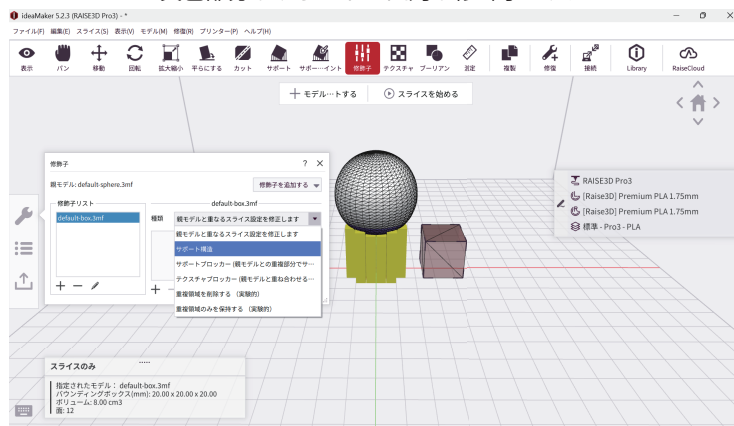 ideaMaker 5.2.3 (RAISE3D Pro3) - *
ファイル(F) 編集(E) スライス(S) 表示(V) モデル(M) 修復(R) プリンター(P) ヘルプ(H)
表示 パン 移動 回転 拡大縮小 平らにする カット サポート サポ…イント 修飾子 テクスチャ ブーリアン 測定 複製 修復 接続 Library RaiseCloud
モデル…トする スライスを始める
修飾子 ? ×
親モデル: default-sphere.3mf 修飾子を追加する
修飾子リスト
default-box.3mf
default-box.3mf
種類 親モデルと重なるスライス設定を修正します
親モデルと重なるスライス設定を修正します
サポート構造
サポートブロッカー (親モデルとの重複部分でサ…
テクスチャブロッカー (親モデルと重ね合わせる…
重複領域を削除する （実験的）
重複領域のみを保持する （実験的）
RAISE3D Pro3
[Raise3D] Premium PLA 1.75mm
[Raise3D] Premium PLA 1.75mm
標準 - Pro3 - PLA
スライスのみ
指定されたモデル： default-box.3mf
バウンディングボックス(mm): 20.00 x 20.00 x 20.00
ボリューム: 8.00 cm3
面: 12